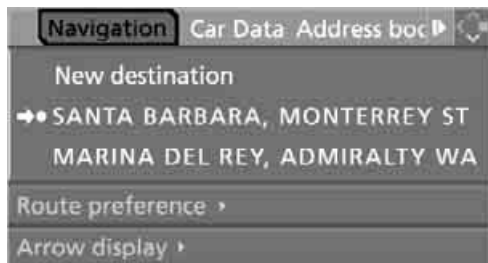 Navigation Car Data Address boc
New destination
SANTA BARBARA, MONTERREY ST
MARINA DEL REY, ADMIRALTY WA
Route preference
Arrow display